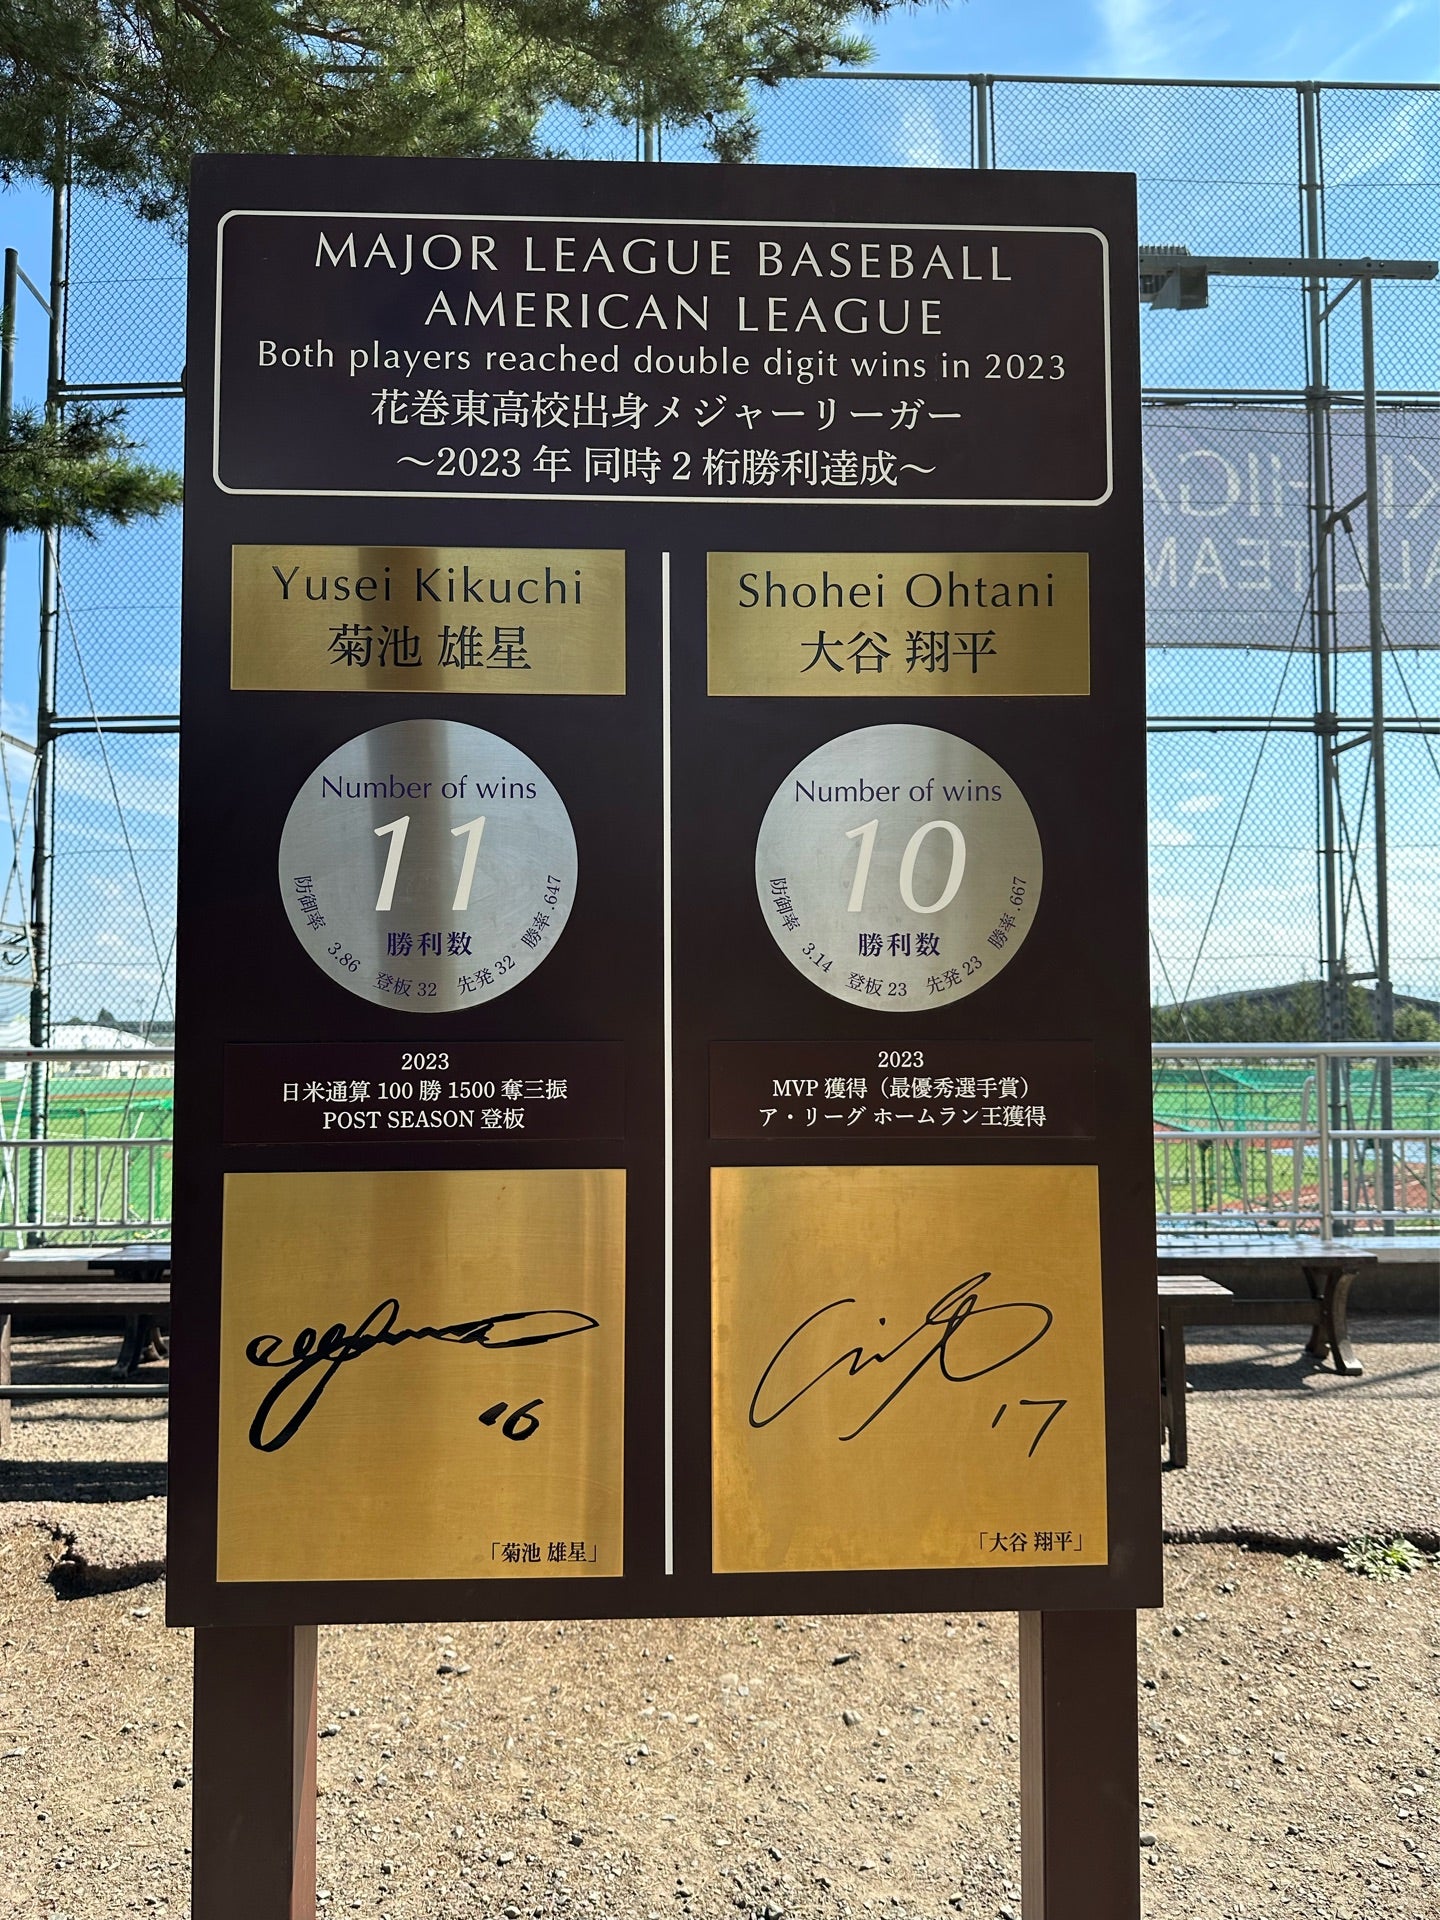 MAJOR LEAGUE BASEBALL
AMERICAN LEAGUE
Both players reached double digit wins in 2023
花巻東高校出身メジャーリーガー
〜2023年 同時2桁勝利達成〜
Yusei Kikuchi
菊池 雄星
Number of wins
11
勝利数
防御率 3.86 登板 32 先発 32 勝率 .647
2023
日米通算 100 勝 1500 奪三振
POST SEASON 登板
16
「菊池 雄星」
Shohei Ohtani
大谷 翔平
Number of wins
10
勝利数
防御率 3.14 登板 23 先発 23 勝率 .667
2023
MVP 獲得（最優秀選手賞）
ア・リーグ ホームラン王獲得
17
「大谷 翔平」